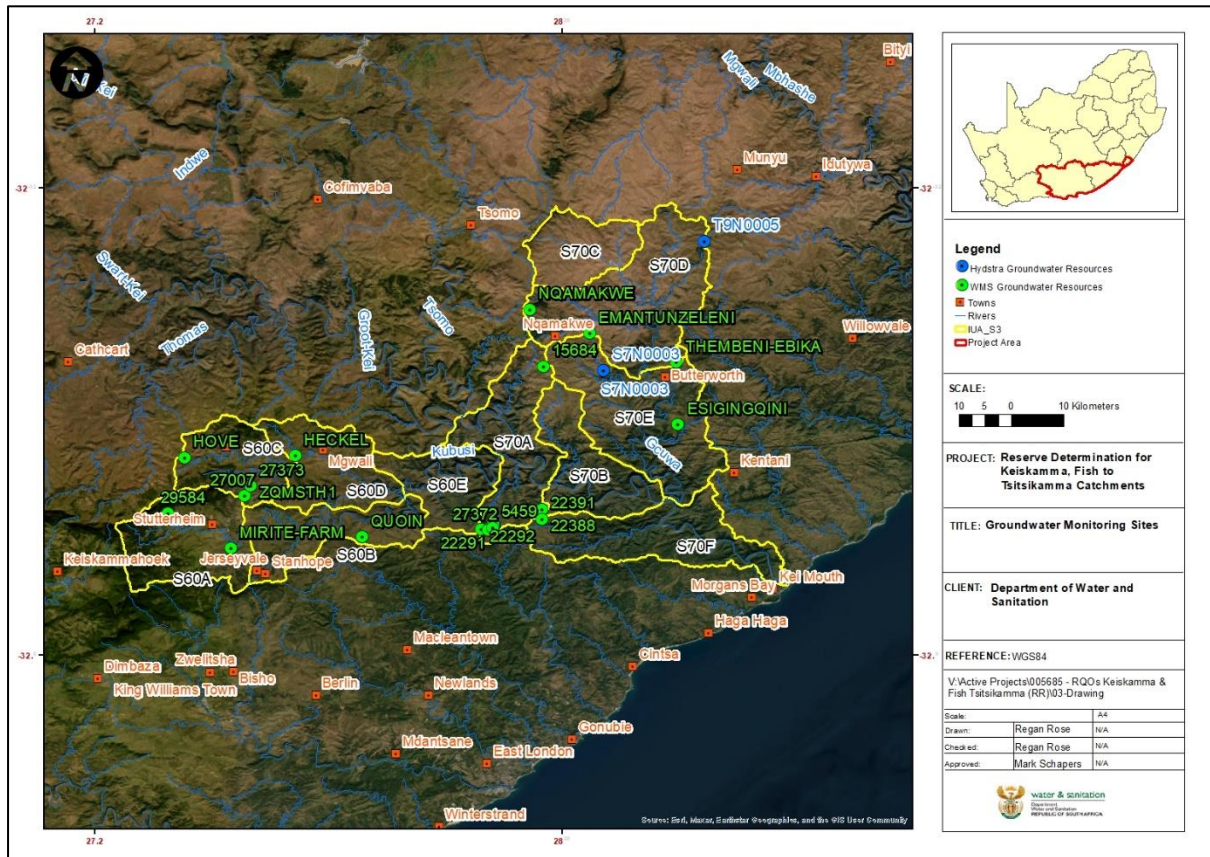 27.2
28
Bityi
N
Kei
Mgwali
Mbhashe
Munyu
Idutywa
Indwe
Cofimvaba
-32
-32
Tsomo
T9N0005
S70C
S70D
Swart-Kei
NQAMAKWE
EMANTUNZELENI
Tsomo
Nqamakwe
Willowvale
Thomas
Groot-Kei
15684
S7N0003
THEMBENI-EBIKA
Cathcart
S7N0003
Butterworth
S70E
ESIGINGQINI
HOVE
S60C
HECKEL
Kubusi
S70A
Gcuwa
Mgwali
27373
S70B
Kentani
27007
ZQMSTH1
S60D
S60E
29584
22391
27372
5459
Stutterheim
QUOIN
22388
MIRITE-FARM
22291
22292
S70F
Keiskammahoek
Jerseyvale
Stanhope
S60B
S60A
Kei Mouth
Morgans Bay
Haga Haga
Macleantown
-32.
Zwelitsha
Cintsa
Dimbaza
Bisho
King Williams Town
Berlin
Newlands
Gonubie
Mdantsane
East London
Winterstrand
Source: Esri, Maxar, Earthstar Geographics, and the GIS User Community
Legend
Hydstra Groundwater Resources
WMS Groundwater Resources
Towns
Rivers
IUA_S3
Project Area
SCALE:
10 5 0 10 Kilometers
PROJECT: Reserve Determination for
Keiskamma, Fish to
Tsitsikamma Catchments
TITLE: Groundwater Monitoring Sites
CLIENT: Department of Water and
Sanitation
REFERENCE: WGS84
V:\Active Projects\005685 - RQOs Keiskamma &
Fish Tsitsikamma (RR)\03-Drawing
Scale: A4
Drawn: Regan Rose N/A
Checked: Regan Rose N/A
Approved: Mark Schapers N/A
water & sanitation
Department:
Water and Sanitation
REPUBLIC OF SOUTH AFRICA